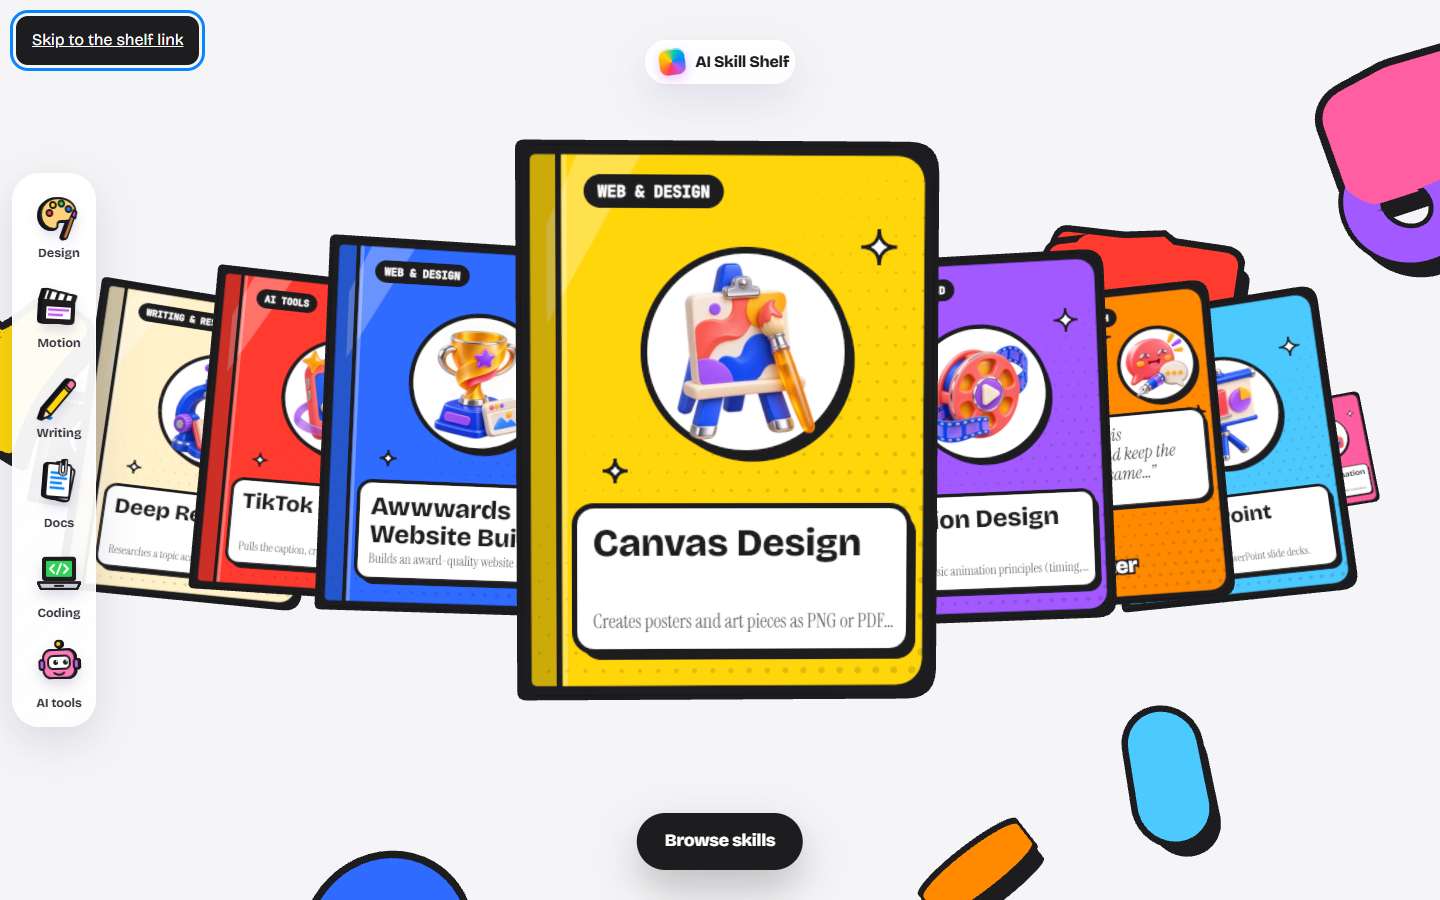 Skip to the shelf link
AI Skill Shelf
Design
Motion
Writing
Docs
Coding
AI tools
WRITING & RE
Deep Re
Researches a topic ac
AI TOOLS
TikTok
Pulls the caption, cr
WEB & DESIGN
Awwwards
Website Bui
Builds an award-quality website
WEB & DESIGN
Canvas Design
Creates posters and art pieces as PNG or PDF...
D
ion Design
sic animation principles (timing,...
is
d keep the
same..."
er
oint
werPoint slide decks.
Browse skills